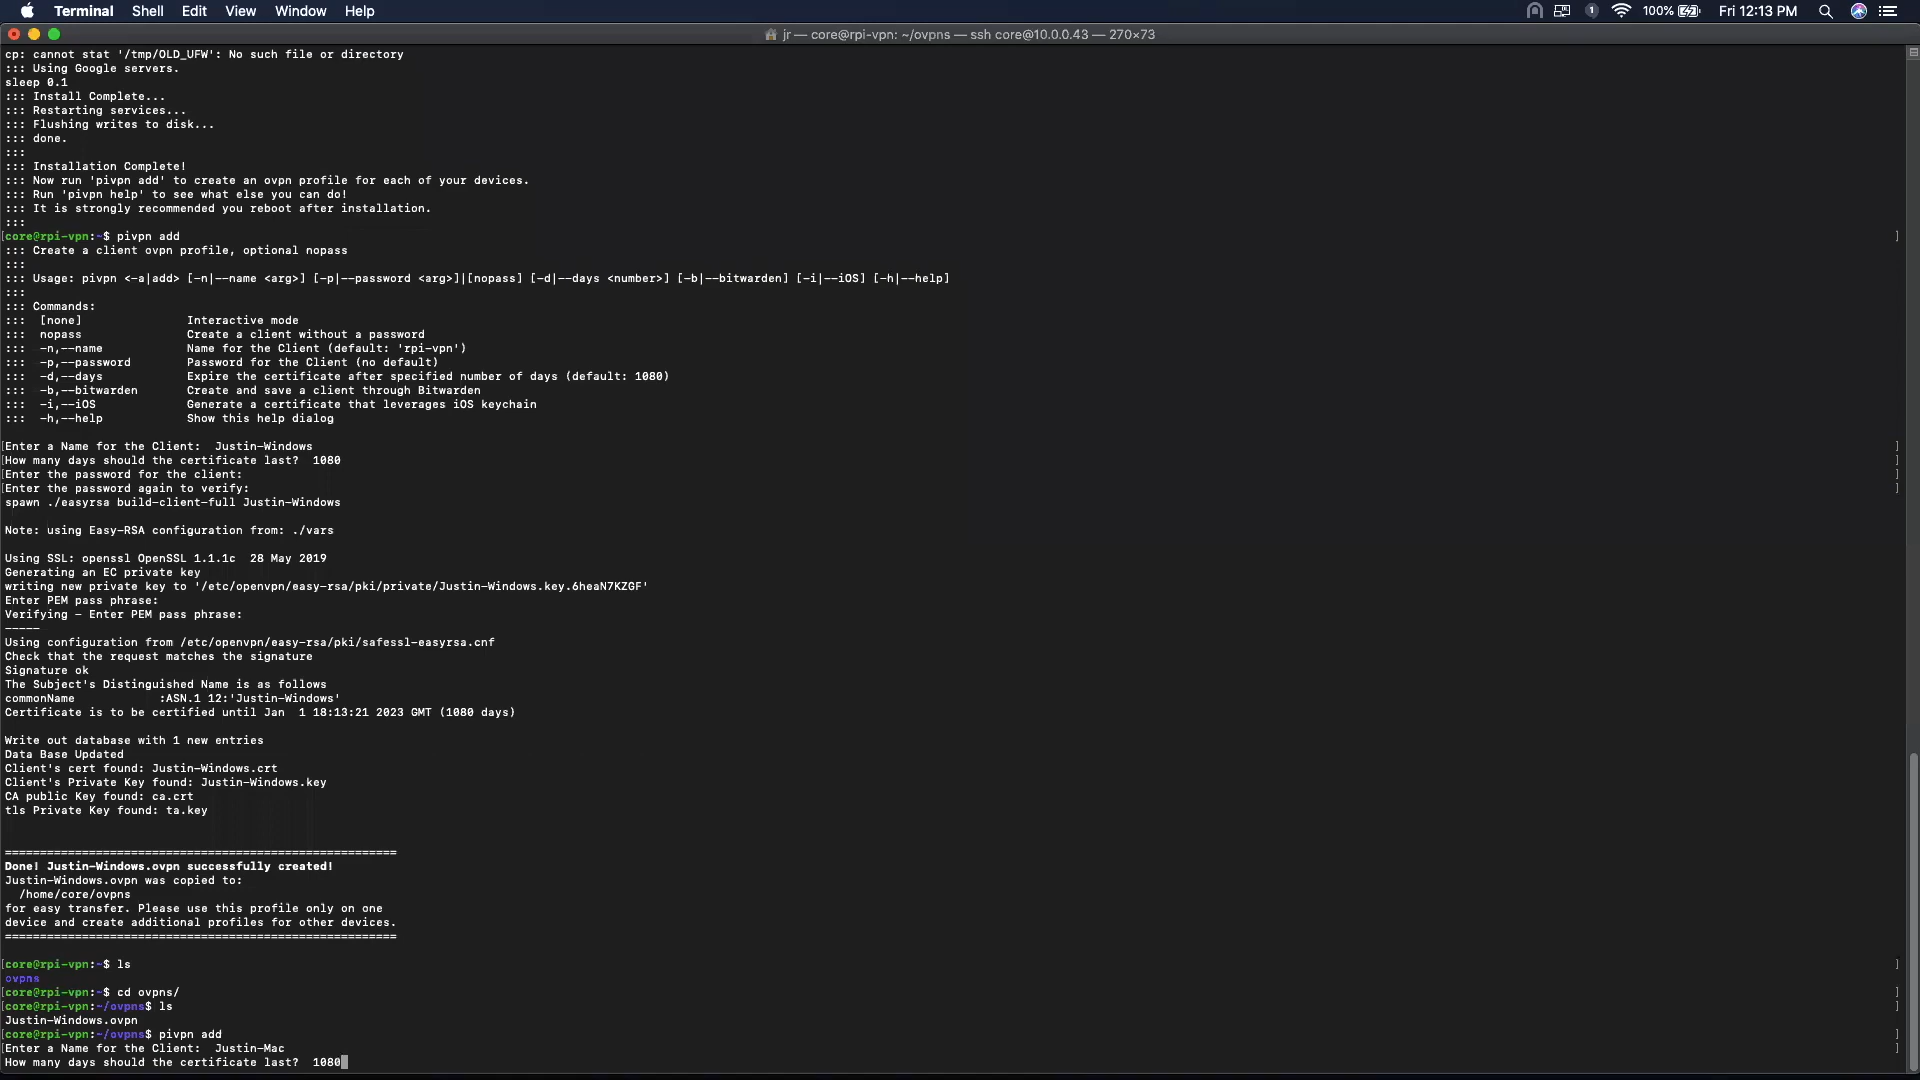 Terminal Shell Edit View Window Help
1 100% Fri 12:13 PM
jr — core@rpi-vpn: ~/ovpns — ssh core@10.0.0.43 — 270×73
cp: cannot stat '/tmp/OLD_UFW': No such file or directory
::: Using Google servers.
sleep 0.1
::: Install Complete...
::: Restarting services...
::: Flushing writes to disk...
::: done.
:::
::: Installation Complete!
::: Now run 'pivpn add' to create an ovpn profile for each of your devices.
::: Run 'pivpn help' to see what else you can do!
::: It is strongly recommended you reboot after installation.
:::
[core@rpi-vpn:~$ pivpn add ]
::: Create a client ovpn profile, optional nopass
:::
::: Usage: pivpn <-a|add> [-n|--name <arg>] [-p|--password <arg>]|[nopass] [-d|--days <number>] [-b|--bitwarden] [-i|--iOS] [-h|--help]
:::
::: Commands:
:::  [none]               Interactive mode
:::  nopass               Create a client without a password
:::  -n,--name            Name for the Client (default: 'rpi-vpn')
:::  -p,--password        Password for the Client (no default)
:::  -d,--days            Expire the certificate after specified number of days (default: 1080)
:::  -b,--bitwarden       Create and save a client through Bitwarden
:::  -i,--iOS             Generate a certificate that leverages iOS keychain
:::  -h,--help            Show this help dialog
[Enter a Name for the Client:  Justin-Windows ]
[How many days should the certificate last?  1080 ]
[Enter the password for the client: ]
[Enter the password again to verify: ]
spawn ./easyrsa build-client-full Justin-Windows
Note: using Easy-RSA configuration from: ./vars
Using SSL: openssl OpenSSL 1.1.1c  28 May 2019
Generating an EC private key
writing new private key to '/etc/openvpn/easy-rsa/pki/private/Justin-Windows.key.6heaN7KZGF'
Enter PEM pass phrase:
Verifying - Enter PEM pass phrase:
-----
Using configuration from /etc/openvpn/easy-rsa/pki/safessl-easyrsa.cnf
Check that the request matches the signature
Signature ok
The Subject's Distinguished Name is as follows
commonName            :ASN.1 12:'Justin-Windows'
Certificate is to be certified until Jan  1 18:13:21 2023 GMT (1080 days)
Write out database with 1 new entries
Data Base Updated
Client's cert found: Justin-Windows.crt
Client's Private Key found: Justin-Windows.key
CA public Key found: ca.crt
tls Private Key found: ta.key
========================================================
Done! Justin-Windows.ovpn successfully created!
Justin-Windows.ovpn was copied to:
  /home/core/ovpns
for easy transfer. Please use this profile only on one
device and create additional profiles for other devices.
========================================================
[core@rpi-vpn:~$ ls ]
ovpns
[core@rpi-vpn:~$ cd ovpns/ ]
[core@rpi-vpn:~/ovpns$ ls ]
Justin-Windows.ovpn
[core@rpi-vpn:~/ovpns$ pivpn add ]
[Enter a Name for the Client:  Justin-Mac ]
How many days should the certificate last?  1080